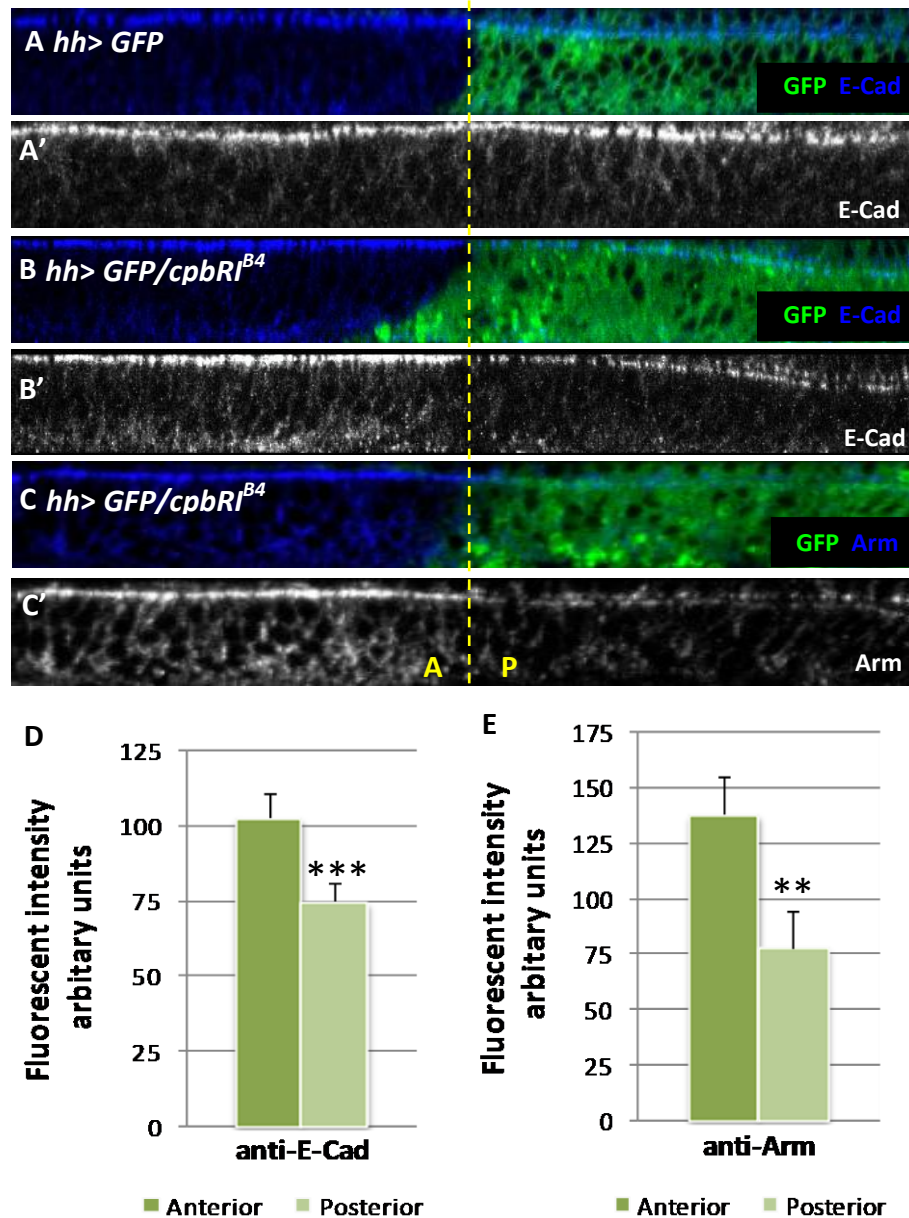 A hh> GFP
GFP E-Cad
A’
E-Cad
B hh> GFP/cpbRI^B4
GFP E-Cad
B’
E-Cad
C hh> GFP/cpbRI^B4
GFP Arm
C’
A P
Arm
D
Fluorescent intensity
arbitary units
125
100
75
50
25
0
***
anti-E-Cad
Anterior Posterior
E
Fluorescent intensity
arbitary units
175
150
125
100
75
50
25
0
**
anti-Arm
Anterior Posterior